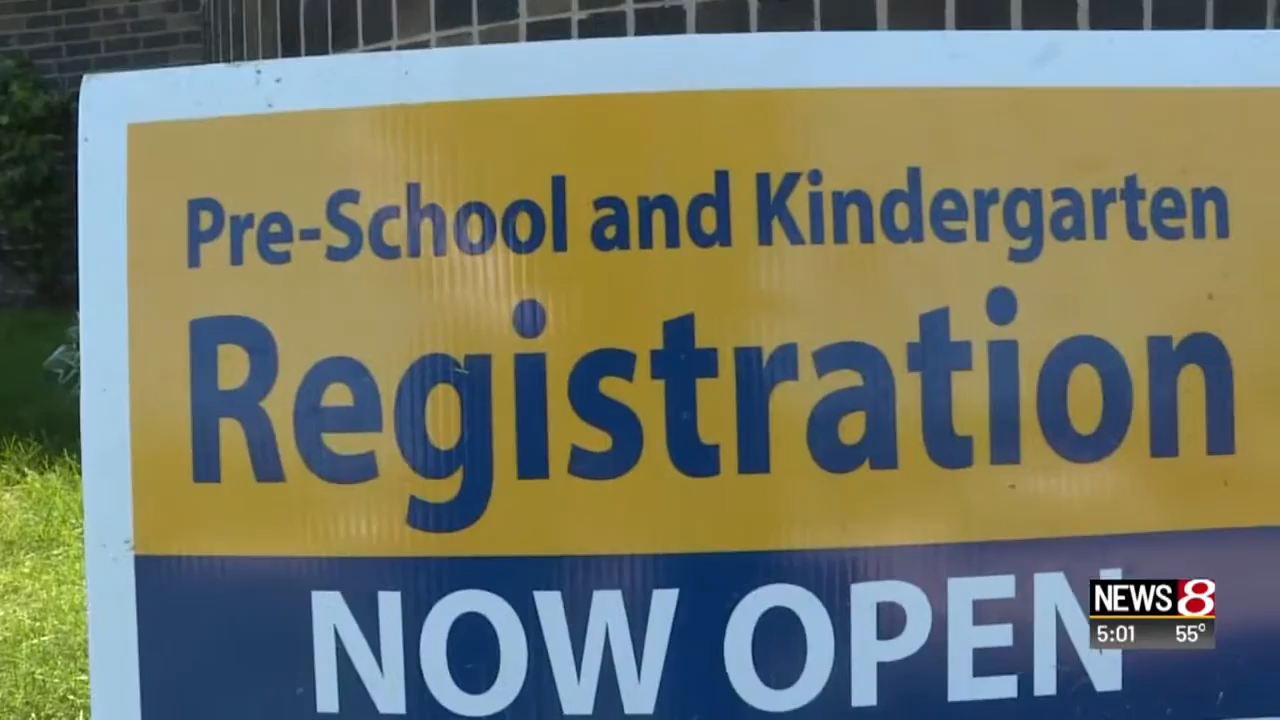 Pre-School and Kindergarten
Registration
NOW OPEN
NEWS 8
5:01 55°